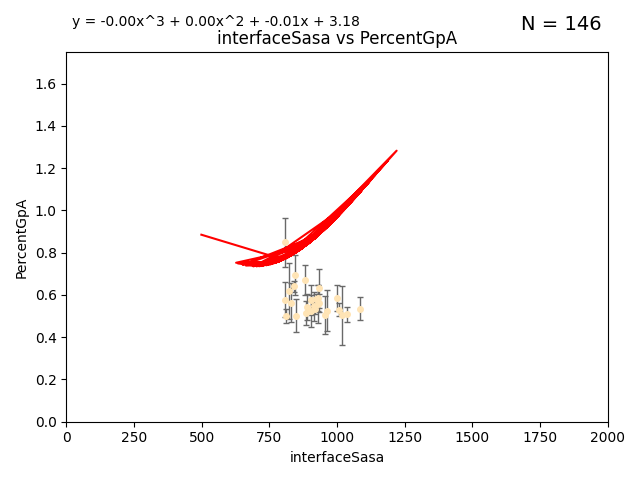 y = -0.00x^3 + 0.00x^2 + -0.01x + 3.18
N = 146
interfaceSasa vs PercentGpA
PercentGpA
1.6
1.4
1.2
1.0
0.8
0.6
0.4
0.2
0.0
0 250 500 750 1000 1250 1500 1750 2000
interfaceSasa